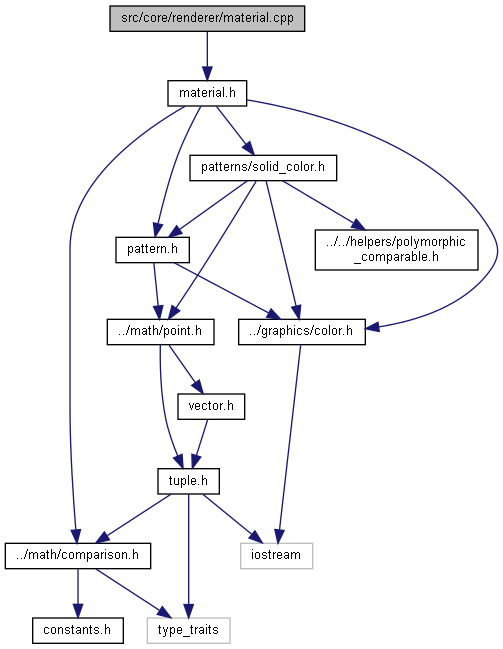 src/core/renderer/material.cpp
material.h
patterns/solid_color.h
pattern.h
../../helpers/polymorphic
_comparable.h
../math/point.h
../graphics/color.h
vector.h
tuple.h
../math/comparison.h
iostream
constants.h
type_traits